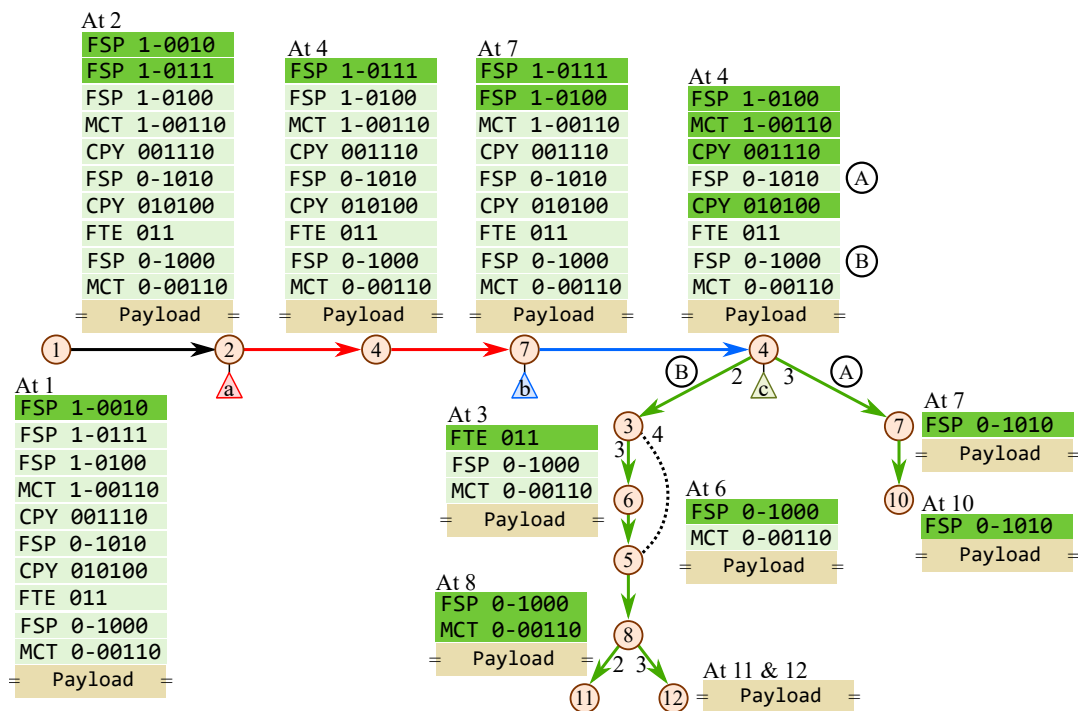 At 2
FSP 1-0010
FSP 1-0111
FSP 1-0100
MCT 1-00110
CPY 001110
FSP 0-1010
CPY 010100
FTE 011
FSP 0-1000
MCT 0-00110
= Payload =
At 4
FSP 1-0111
FSP 1-0100
MCT 1-00110
CPY 001110
FSP 0-1010
CPY 010100
FTE 011
FSP 0-1000
MCT 0-00110
= Payload =
At 7
FSP 1-0111
FSP 1-0100
MCT 1-00110
CPY 001110
FSP 0-1010
CPY 010100
FTE 011
FSP 0-1000
MCT 0-00110
= Payload =
At 4
FSP 1-0100
MCT 1-00110
CPY 001110
FSP 0-1010 A
CPY 010100
FTE 011
FSP 0-1000 B
MCT 0-00110
= Payload =
1 2 4 7 4
a b c
B 2 3 A
At 1
FSP 1-0010
FSP 1-0111
FSP 1-0100
MCT 1-00110
CPY 001110
FSP 0-1010
CPY 010100
FTE 011
FSP 0-1000
MCT 0-00110
= Payload =
At 3
FTE 011
FSP 0-1000
MCT 0-00110
= Payload =
3 4
3
6
5
At 6
FSP 0-1000
MCT 0-00110
= Payload =
7
At 7
FSP 0-1010
= Payload =
10
At 10
FSP 0-1010
= Payload =
At 8
FSP 0-1000
MCT 0-00110
= Payload =
8
2 3
11 12
At 11 & 12
= Payload =